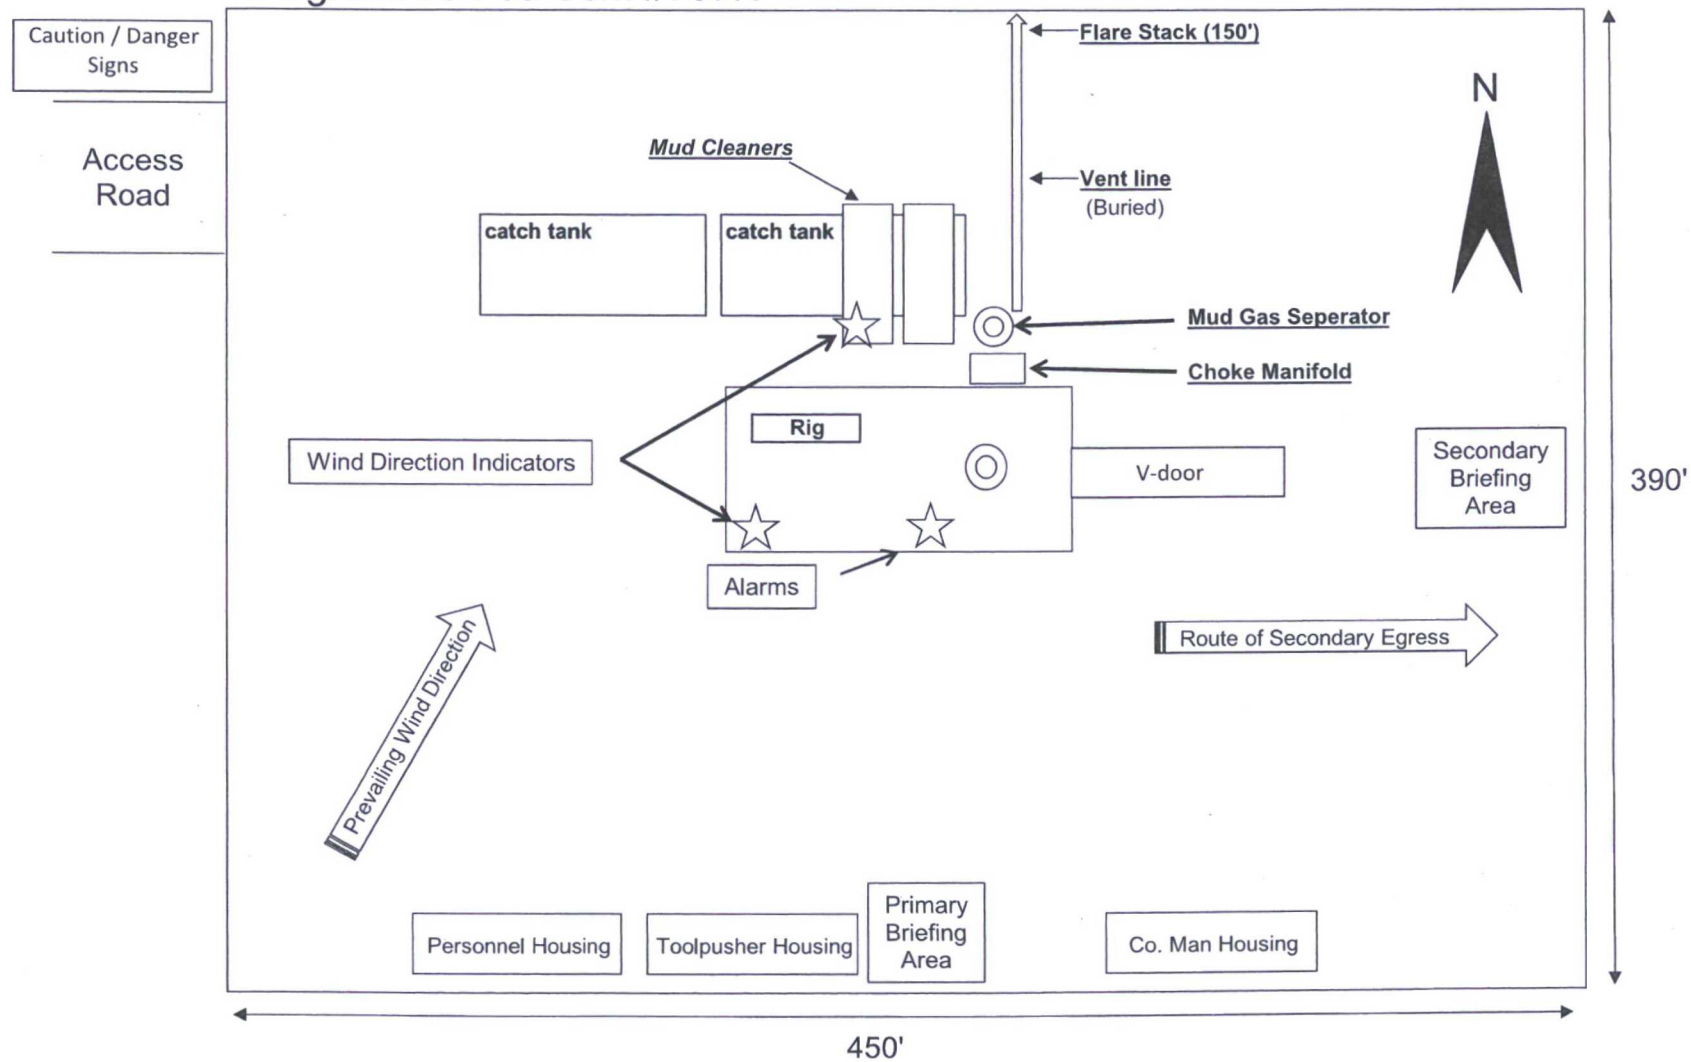 Caution / Danger
Signs
Flare Stack (150')
N
Mud Cleaners
Access
Road
Vent line
(Buried)
catch tank
catch tank
Mud Gas Seperator
Choke Manifold
Rig
Wind Direction Indicators
V-door
Secondary
Briefing
Area
390'
Alarms
Prevailing Wind Direction
Route of Secondary Egress
Primary
Briefing
Area
Personnel Housing
Toolpusher Housing
Co. Man Housing
450'